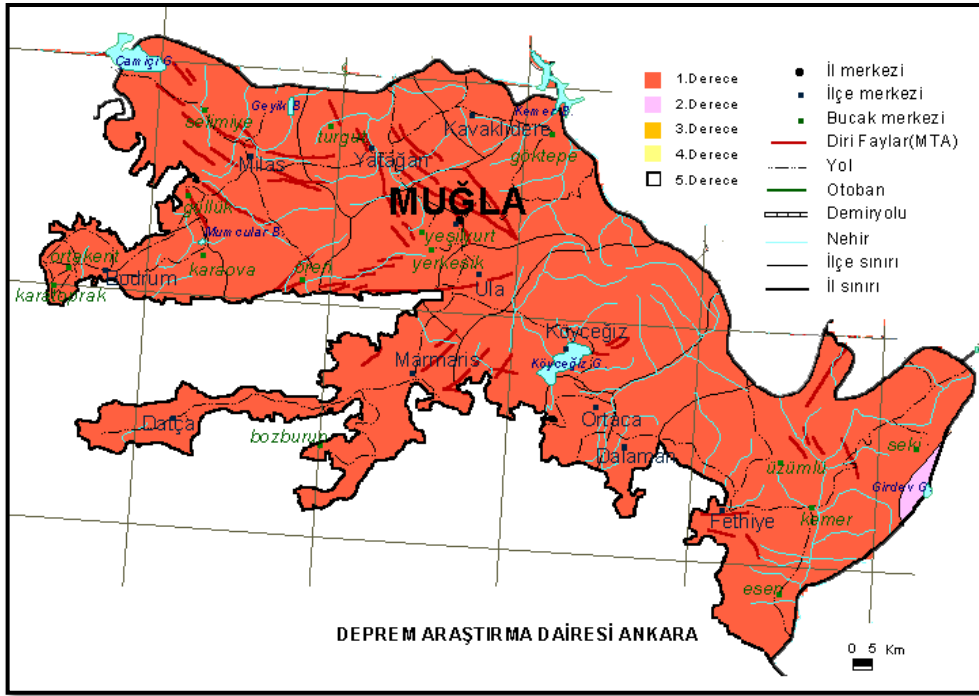 Çamiçi G.
Geyik B.
Kemer B.
selimiye
turgut
Kavaklıdere
göktepe
Milas
Yatağan
MUĞLA
güllük
Mumcular B.
yeşilyurt
yerkesik
karaova
ören
Ula
ortakent
Bodrum
Köyceğiz
Köyceğiz G.
Marmaris
Datça
bozburun
Ortaca
Dalaman
üzümlü
seki
Girdev G.
Fethiye
kemer
esen
1.Derece
2.Derece
3.Derece
4.Derece
5.Derece
İl merkezi
İlçe merkezi
Bucak merkezi
Diri Faylar(MTA)
Yol
Otoban
Demiryolu
Nehir
İlçe sınırı
İl sınırı
DEPREM ARAŞTIRMA DAİRESİ ANKARA
0 5 Km